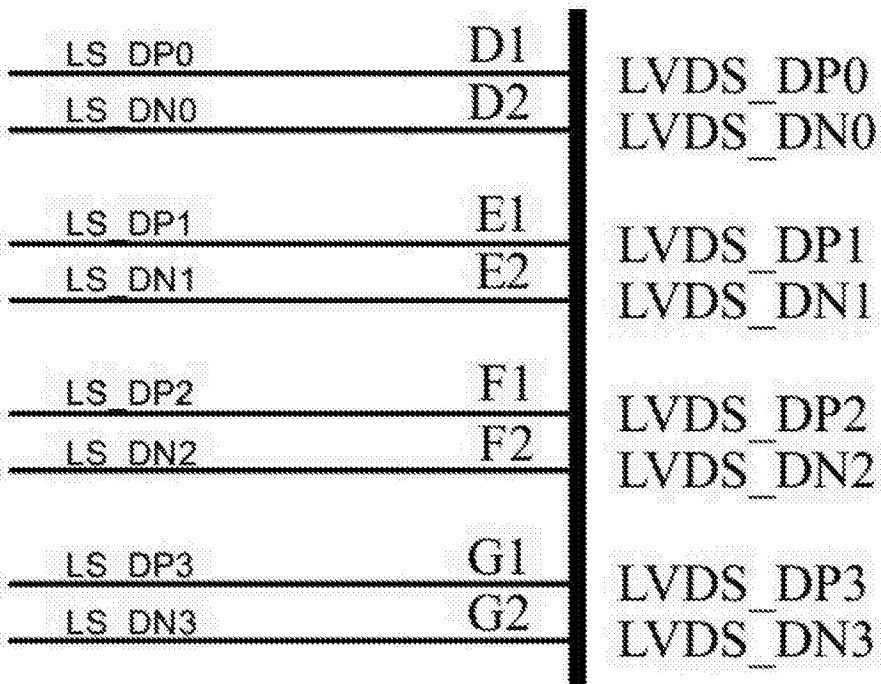 LS_DP0 D1 LVDS_DP0
LS_DN0 D2 LVDS_DN0
LS_DP1 E1 LVDS_DP1
LS_DN1 E2 LVDS_DN1
LS_DP2 F1 LVDS_DP2
LS_DN2 F2 LVDS_DN2
LS_DP3 G1 LVDS_DP3
LS_DN3 G2 LVDS_DN3